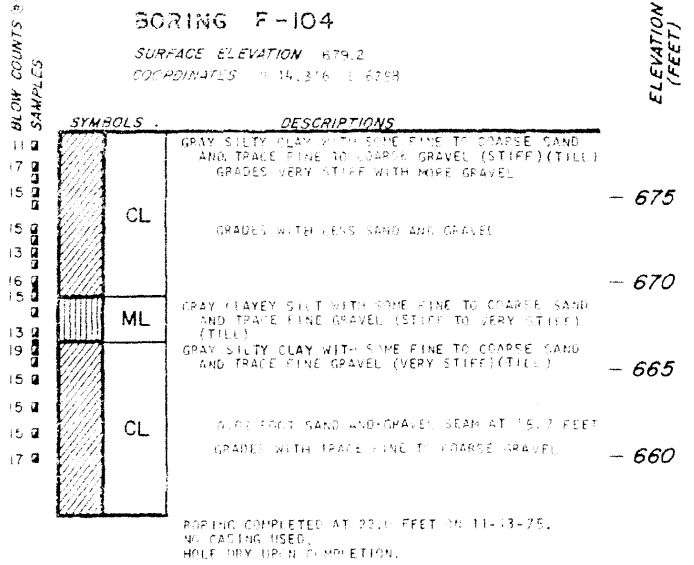 BORING F-104
SURFACE ELEVATION 679.2
COORDINATES N 14,316 E 6258
BLOW COUNTS
SAMPLES
ELEVATION
(FEET)
SYMBOLS
DESCRIPTIONS
11
17
15
15
13
16
15
13
19
15
15
15
17
CL
GRAY SILTY CLAY WITH SOME FINE TO COARSE SAND
AND TRACE FINE TO COARSE GRAVEL (STIFF)(TILL)
GRADES VERY STIFF WITH MORE GRAVEL
GRADES WITH LESS SAND AND GRAVEL
ML
GRAY CLAYEY SILT WITH SOME FINE TO COARSE SAND
AND TRACE FINE GRAVEL (STIFF TO VERY STIFF)
(TILL)
CL
GRAY SILTY CLAY WITH SOME FINE TO COARSE SAND
AND TRACE FINE GRAVEL (VERY STIFF)(TILL)
FOOT SAND AND GRAVEL SEAM AT 15.7 FEET
GRADES WITH TRACE FINE TO COARSE GRAVEL
675
670
665
660
BORING COMPLETED AT 22.0 FEET ON 11-13-75.
NO CASING USED.
HOLE DRY UPON COMPLETION.